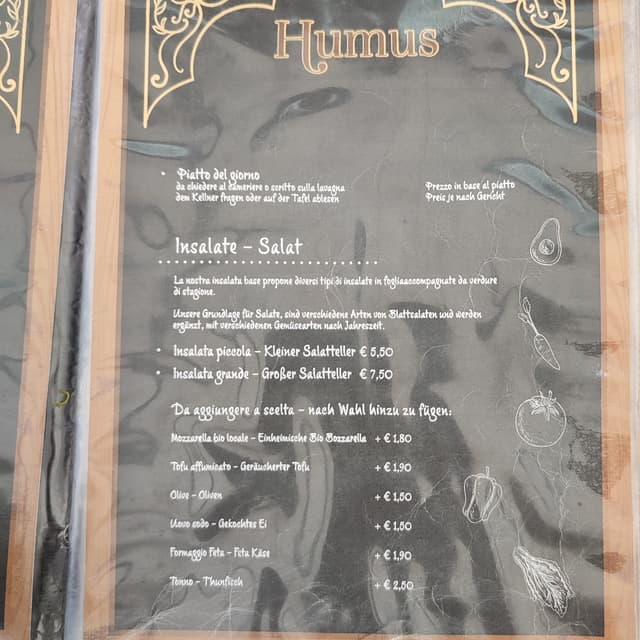 Humus
• Piatto del giorno
da chiedere al cameriere o scritto sulla lavagna
dem Kellner fragen oder auf der Tafel ablesen
Prezzo in base al piatto
Preis je nach Gericht
Insalate – Salat
La nostra insalata base propone diversi tipi di insalate in fogliaaccompagnate da verdure
di stagione.
Unsere Grundlage für Salate, sind verschiedene Arten von Blattsalaten und werden
ergänzt, mit verschiedenen Gemüsearten nach Jahreszeit.
• Insalata piccola – Kleiner Salatteller € 5,50
• Insalata grande – Großer Salatteller € 7,50
Da aggiungere a scelta – nach Wahl hinzu zu fügen:
Mozzarella bio locale – Einheimische Bio Bozzarella + € 1,80
Tofu affumicato – Geräucherter Tofu + € 1,90
Olive – Oliven + € 1,50
Uovo sodo – Gekochtes Ei + € 1,50
Formaggio Feta – Feta Käse + € 1,90
Tonno – Thunfisch + € 2,50